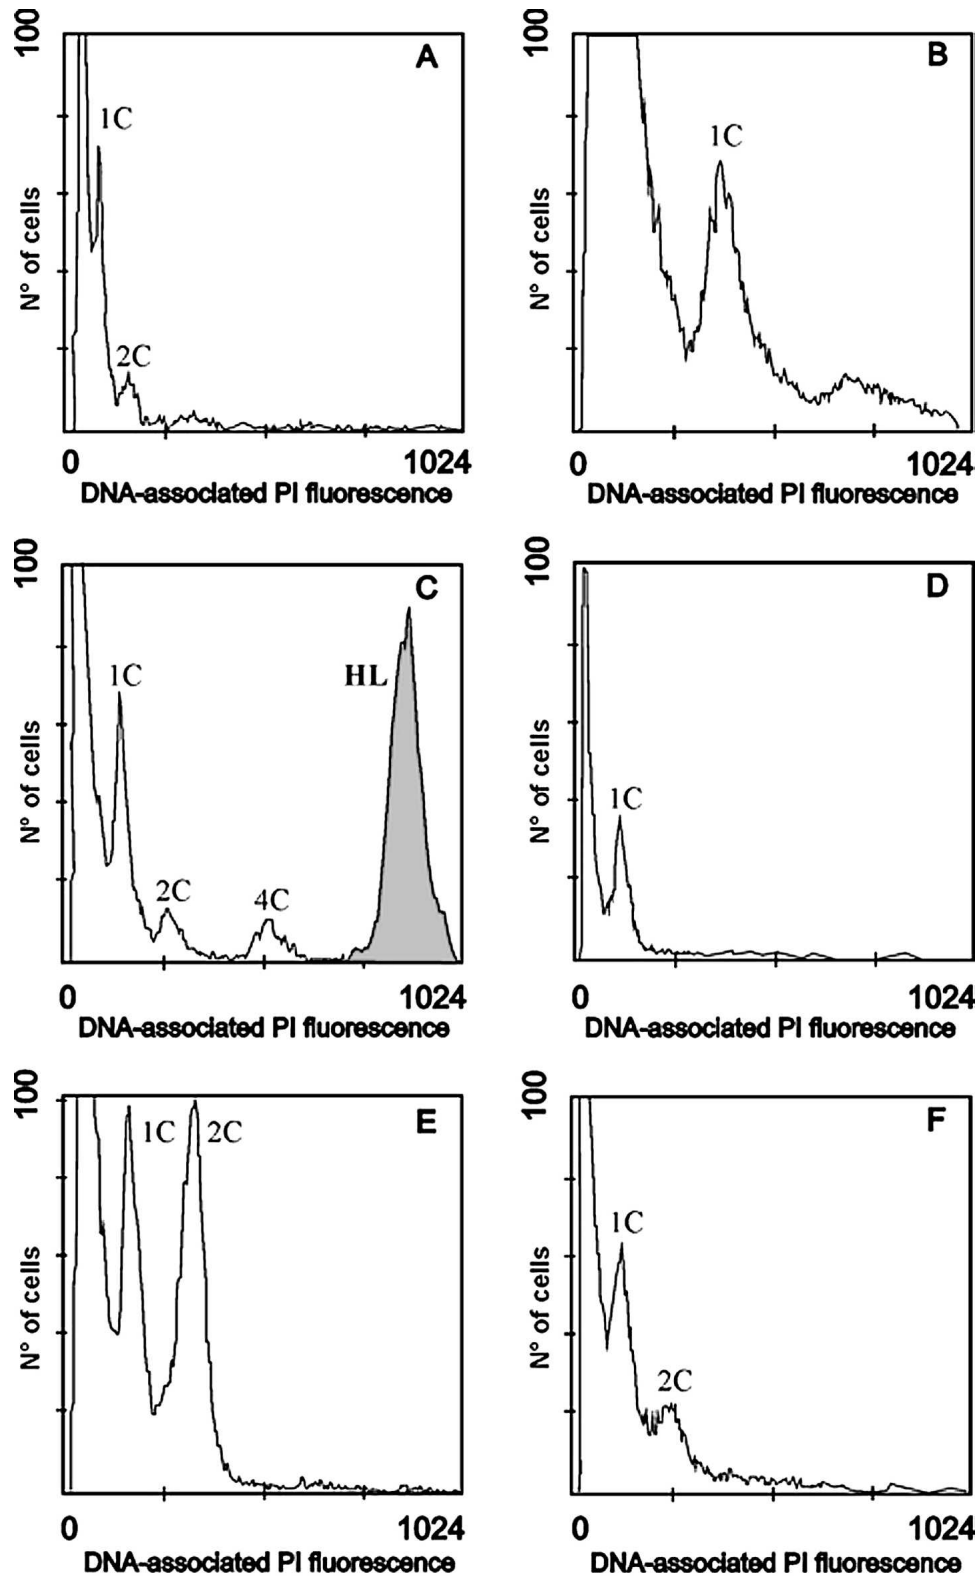 100
A
1C
2C
N° of cells
0
1024
DNA-associated PI fluorescence
100
B
1C
N° of cells
0
1024
DNA-associated PI fluorescence
100
C
1C
2C
4C
HL
N° of cells
0
1024
DNA-associated PI fluorescence
100
D
1C
N° of cells
0
1024
DNA-associated PI fluorescence
100
E
1C
2C
N° of cells
0
1024
DNA-associated PI fluorescence
100
F
1C
2C
N° of cells
0
1024
DNA-associated PI fluorescence